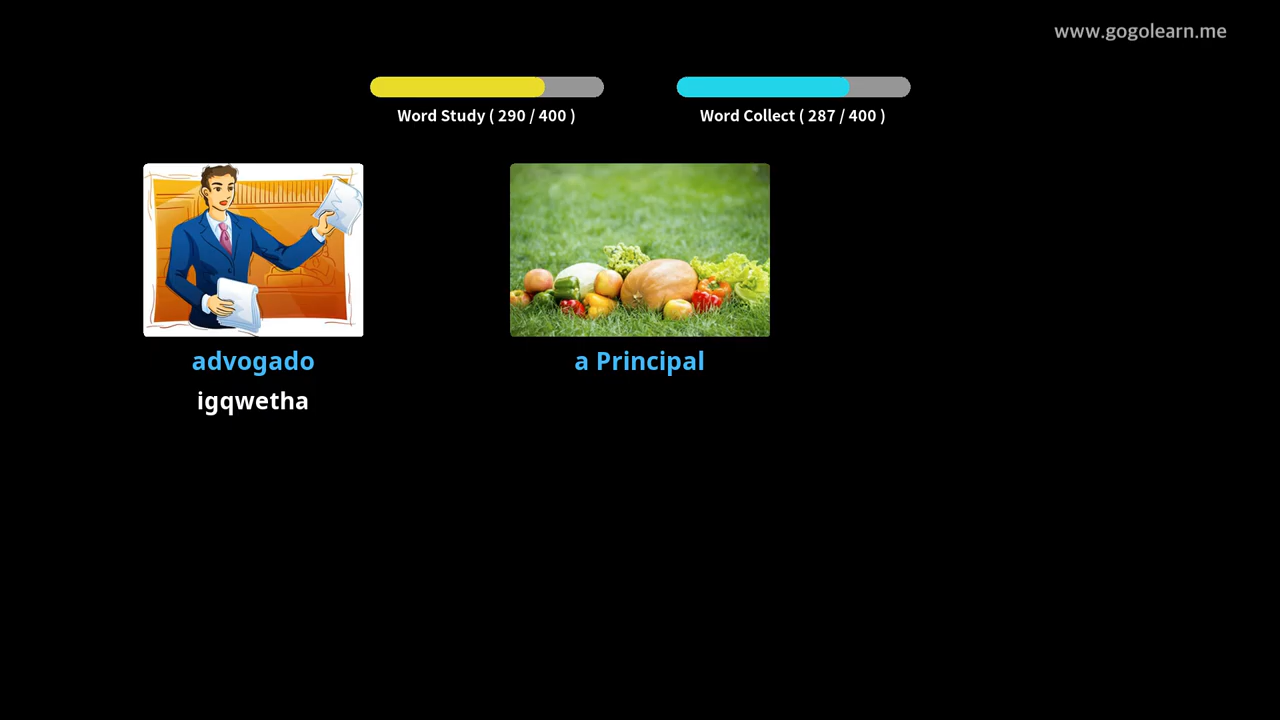 www.gogolearn.me
Word Study ( 290 / 400 )
Word Collect ( 287 / 400 )
advogado
igqwetha
a Principal